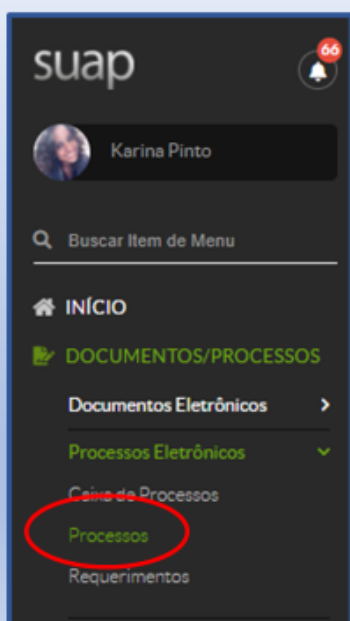 suap
66
Karina Pinto
Buscar Item de Menu
INÍCIO
DOCUMENTOS/PROCESSOS
Documentos Eletrônicos
Processos Eletrônicos
Caixa de Processos
Processos
Requerimentos